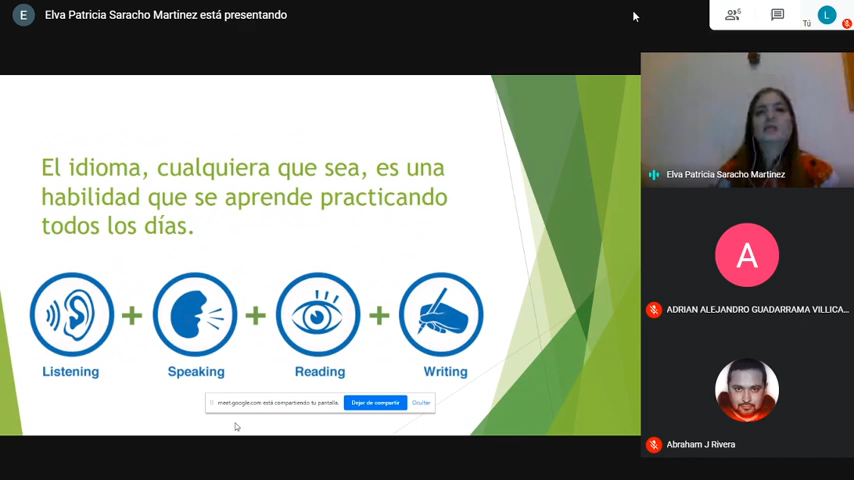 E
Elva Patricia Saracho Martinez está presentando
6
Tú
L
El idioma, cualquiera que sea, es una
habilidad que se aprende practicando
todos los días.
Listening
Speaking
Reading
Writing
meet.google.com está compartiendo tu pantalla.
Dejar de compartir
Ocultar
Elva Patricia Saracho Martínez
A
ADRIAN ALEJANDRO GUADARRAMA VILLICA...
Abraham J Rivera